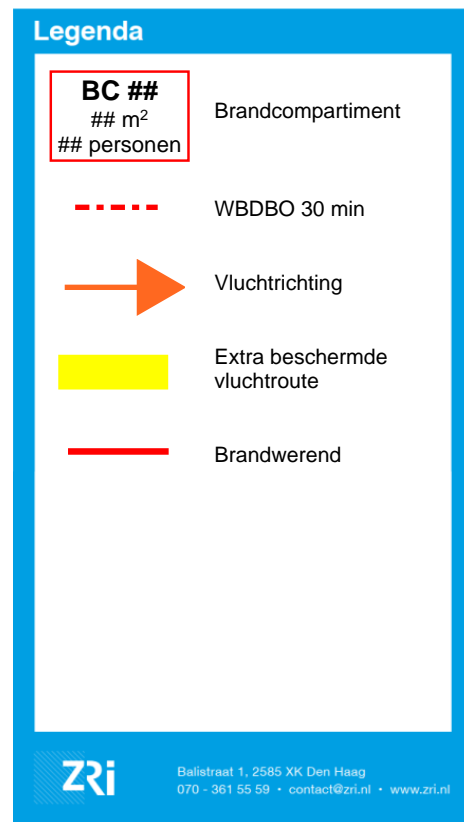 Legenda
BC ##
## m²
## personen
Brandcompartiment
WBDBO 30 min
Vluchtrichting
Extra beschermde
vluchtroute
Brandwerend
ZRi
Balistraat 1, 2585 XK Den Haag
070 - 361 55 59 • contact@zri.nl • www.zri.nl